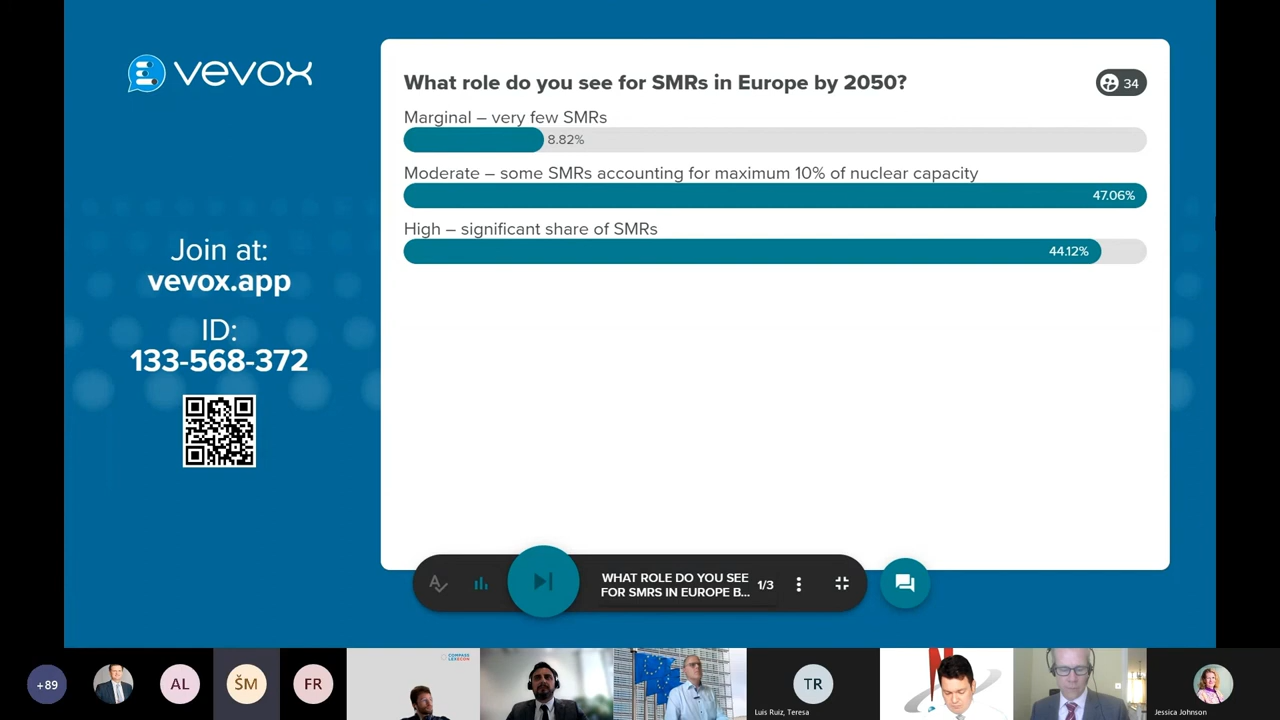 vevox
Join at:
vevox.app
ID:
133-568-372
What role do you see for SMRs in Europe by 2050?
34
Marginal – very few SMRs
8.82%
Moderate – some SMRs accounting for maximum 10% of nuclear capacity
47.06%
High – significant share of SMRs
44.12%
WHAT ROLE DO YOU SEE
FOR SMRS IN EUROPE B...
1/3
+89
AL
ŠM
FR
COMPASS
LEXECON
TR
Luis Ruiz, Teresa
Jessica Johnson